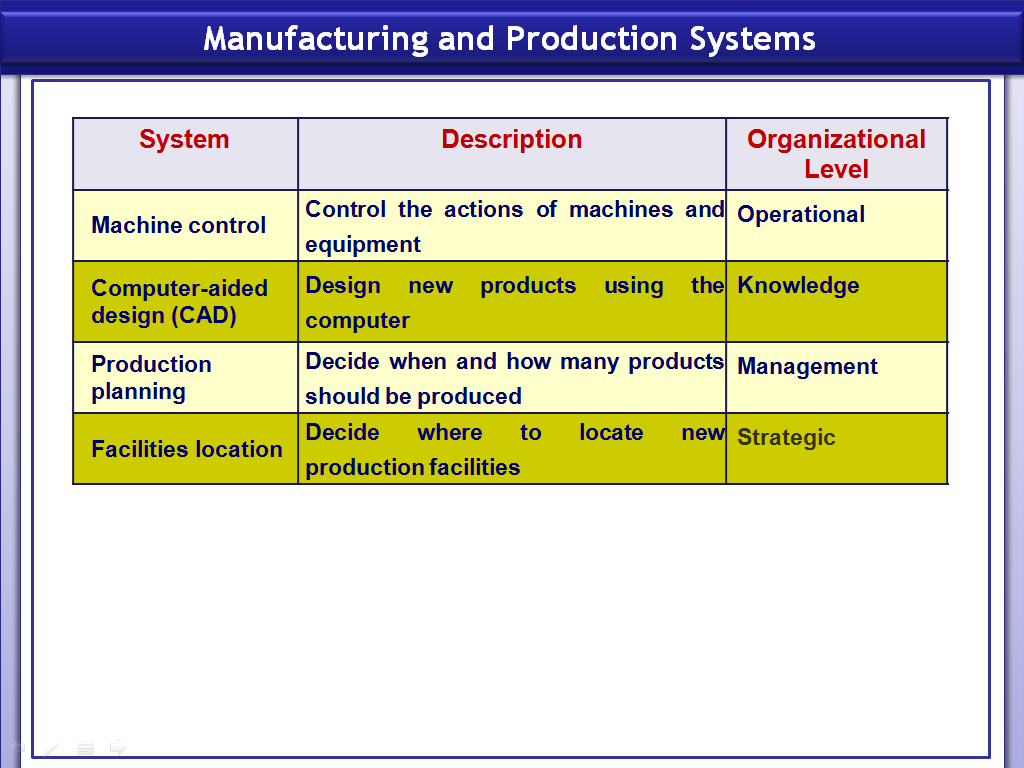 Manufacturing and Production Systems
System
Description
Organizational
Level
Machine control
Control the actions of machines and
equipment
Operational
Computer-aided
design (CAD)
Design new products using the
computer
Knowledge
Production
planning
Decide when and how many products
should be produced
Management
Facilities location
Decide where to locate new
production facilities
Strategic